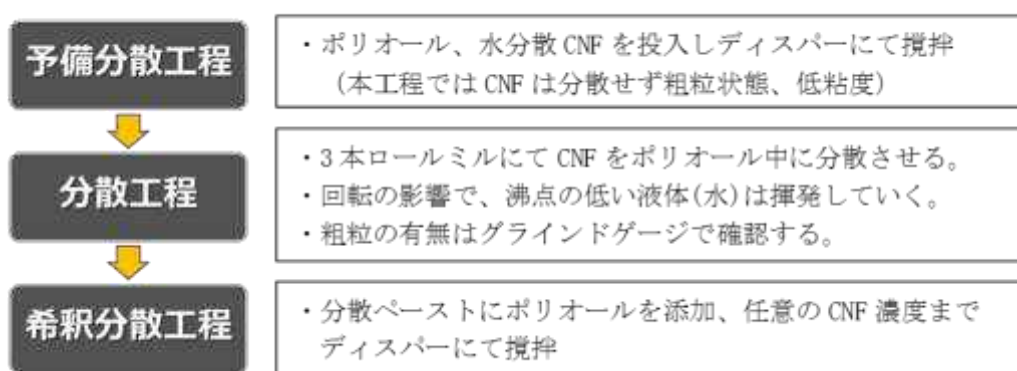 予備分散工程
・ポリオール、水分散 CNF を投入しディスパーにて撹拌
（本工程では CNF は分散せず粗粒状態、低粘度）
分散工程
・3 本ロールミルにて CNF をポリオール中に分散させる。
・回転の影響で、沸点の低い液体(水)は揮発していく。
・粗粒の有無はグラインドゲージで確認する。
希釈分散工程
・分散ペーストにポリオールを添加、任意の CNF 濃度まで
ディスパーにて撹拌